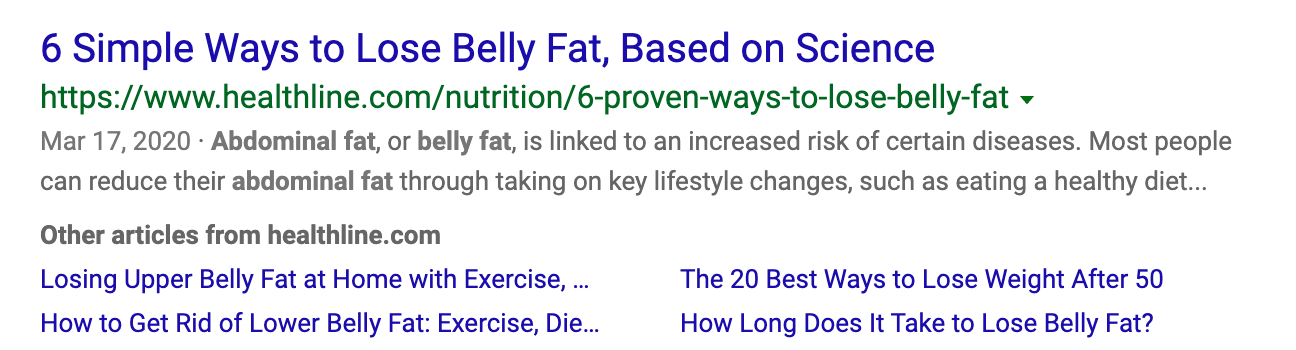 6 Simple Ways to Lose Belly Fat, Based on Science
https://www.healthline.com/nutrition/6-proven-ways-to-lose-belly-fat
Mar 17, 2020 · Abdominal fat, or belly fat, is linked to an increased risk of certain diseases. Most people
can reduce their abdominal fat through taking on key lifestyle changes, such as eating a healthy diet...
Other articles from healthline.com
Losing Upper Belly Fat at Home with Exercise, ...
The 20 Best Ways to Lose Weight After 50
How to Get Rid of Lower Belly Fat: Exercise, Die...
How Long Does It Take to Lose Belly Fat?